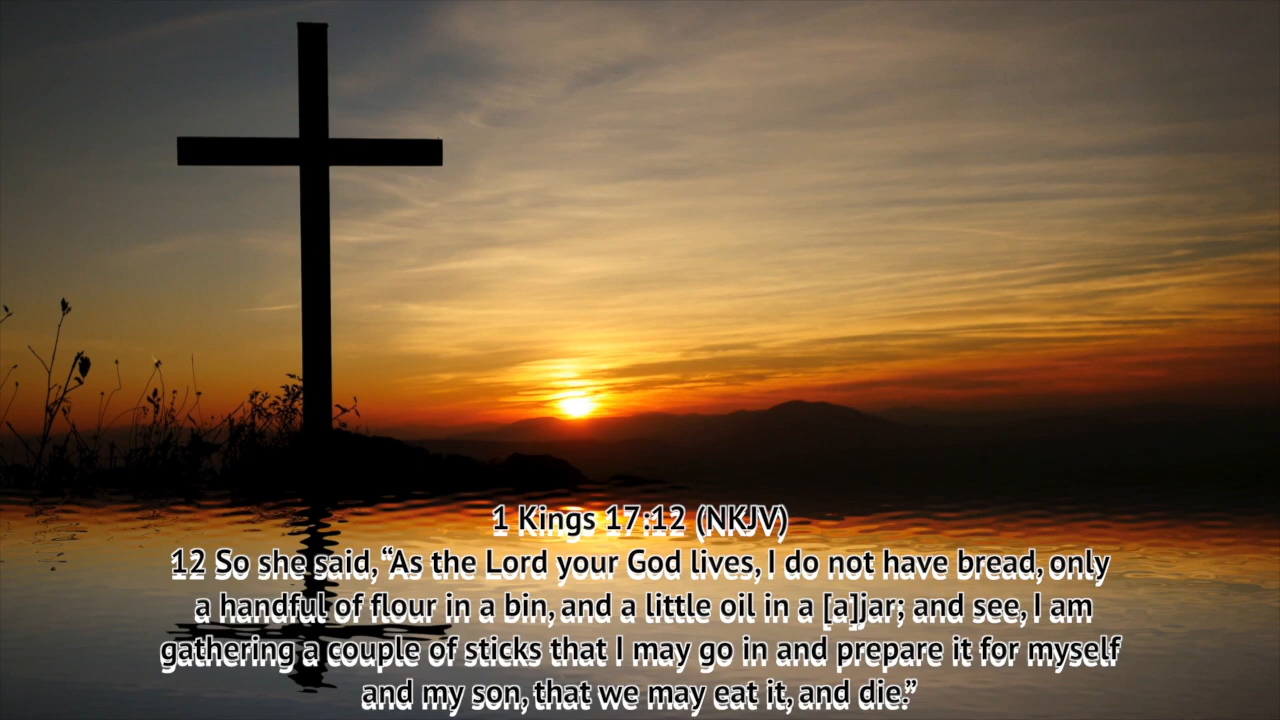 1 Kings 17:12 (NKJV)
12 So she said, “As the Lord your God lives, I do not have bread, only
a handful of flour in a bin, and a little oil in a [a]jar; and see, I am
gathering a couple of sticks that I may go in and prepare it for myself
and my son, that we may eat it, and die.”